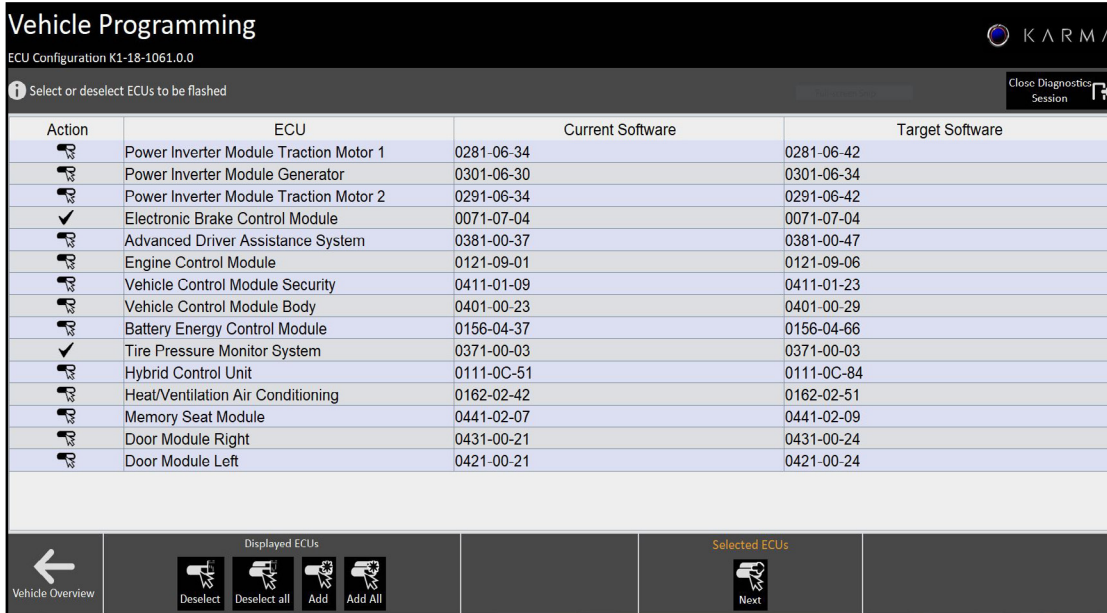 Vehicle Programming
KARMA
ECU Configuration K1-18-1061.0.0
Select or deselect ECUs to be flashed
Close Diagnostics
Session
Action ECU Current Software Target Software
Power Inverter Module Traction Motor 1 0281-06-34 0281-06-42
Power Inverter Module Generator 0301-06-30 0301-06-34
Power Inverter Module Traction Motor 2 0291-06-34 0291-06-42
Electronic Brake Control Module 0071-07-04 0071-07-04
Advanced Driver Assistance System 0381-00-37 0381-00-47
Engine Control Module 0121-09-01 0121-09-06
Vehicle Control Module Security 0411-01-09 0411-01-23
Vehicle Control Module Body 0401-00-23 0401-00-29
Battery Energy Control Module 0156-04-37 0156-04-66
Tire Pressure Monitor System 0371-00-03 0371-00-03
Hybrid Control Unit 0111-0C-51 0111-0C-84
Heat/Ventilation Air Conditioning 0162-02-42 0162-02-51
Memory Seat Module 0441-02-07 0441-02-09
Door Module Right 0431-00-21 0431-00-24
Door Module Left 0421-00-21 0421-00-24
Displayed ECUs
Selected ECUs
Vehicle Overview
Deselect Deselect all Add Add All
Next